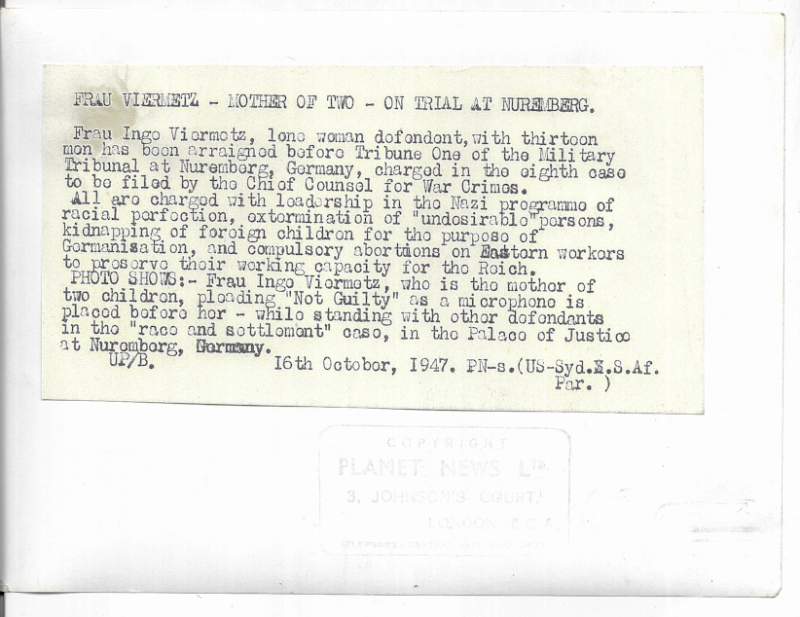 FRAU VIERMETZ - MOTHER OF TWO - ON TRIAL AT NUREMBERG.
Frau Inge Viermetz, lone woman defendent, with thirteen
men has been arraigned before Tribune One of the Military
Tribunal at Nuremberg, Germany, charged in the eighth case
to be filed by the Chief Counsel for War Crimes.
All are charged with leadership in the Nazi programme of
racial perfection, extermination of "undesirable" persons,
kidnapping of foreign children for the purpose of
Germanisation, and compulsory abortions on Eastern workers
to preserve their working capacity for the Reich.
PHOTO SHOWS:- Frau Inge Viermetz, who is the mother of
two children, pleading "Not Guilty" as a microphone is
placed before her - while standing with other defendants
in the "race and settlement" case, in the Palace of Justice
at Nuremberg, Germany.
UP/B. 16th October, 1947. PN-s.(US-Syd.X.S.Af.
Par. )
COPYRIGHT
PLANET NEWS LTD.
3, JOHNSON'S COURT,
LONDON E.C.4.